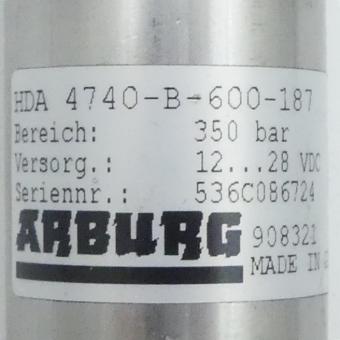 HDA 4740-B-600-187
Bereich: 350 bar
Versorg.: 12...28 VDC
Seriennr.: 536C086724
ARBURG 908321
MADE IN